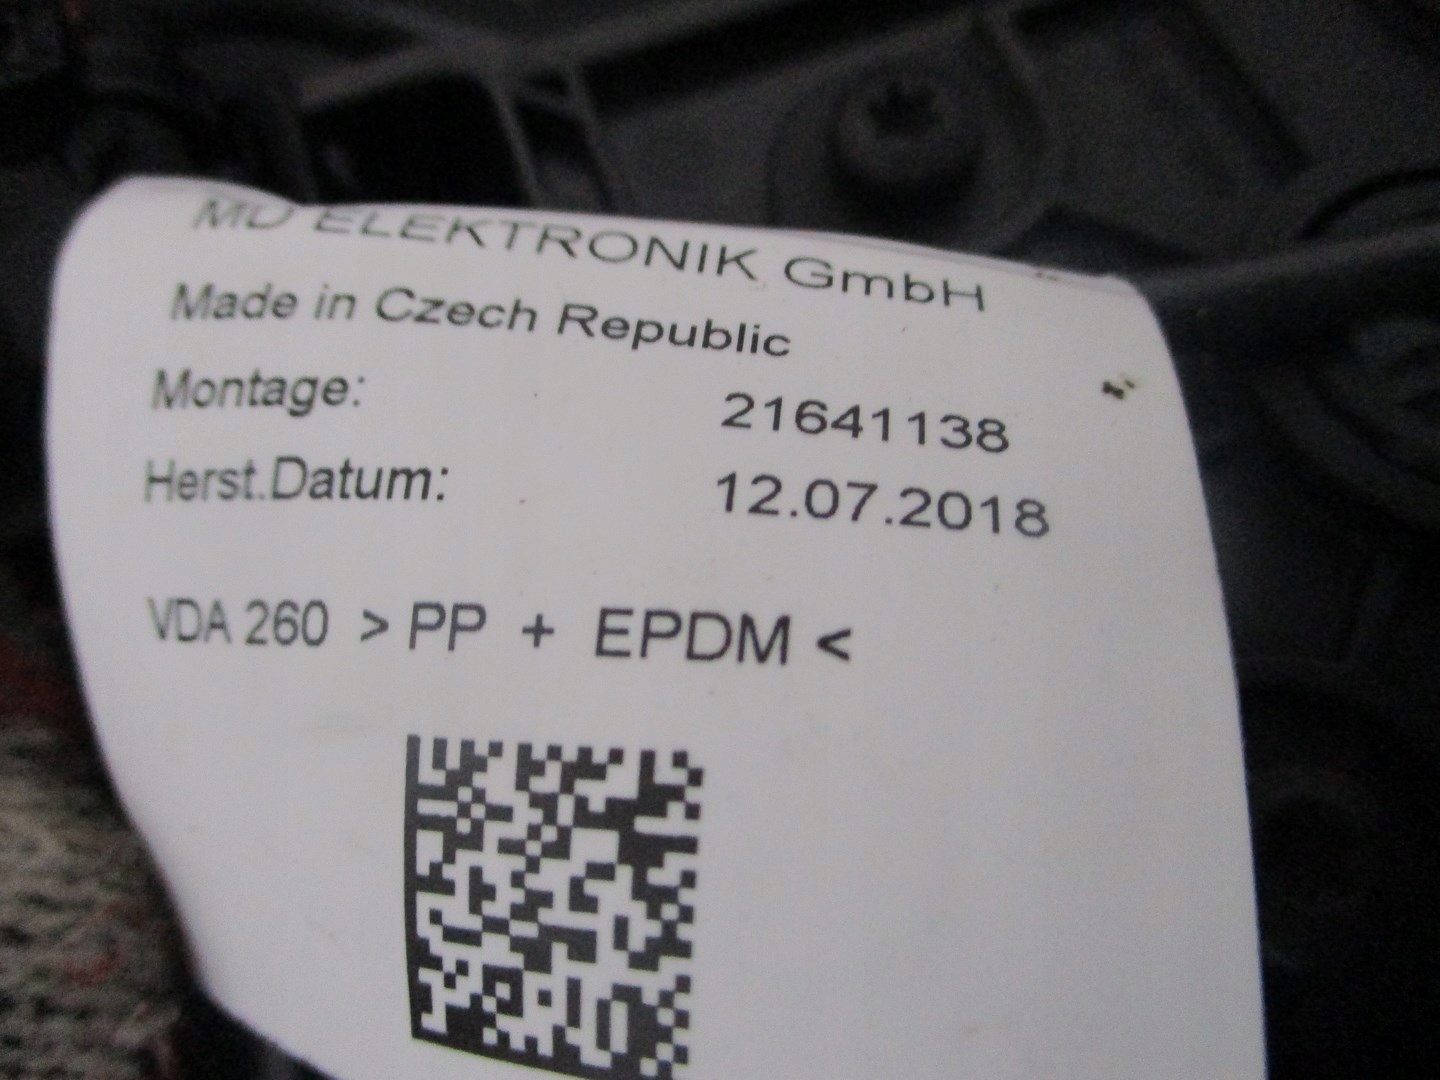 MD ELEKTRONIK GmbH
Made in Czech Republic
Montage: 21641138
Herst.Datum: 12.07.2018
VDA 260 > PP + EPDM <